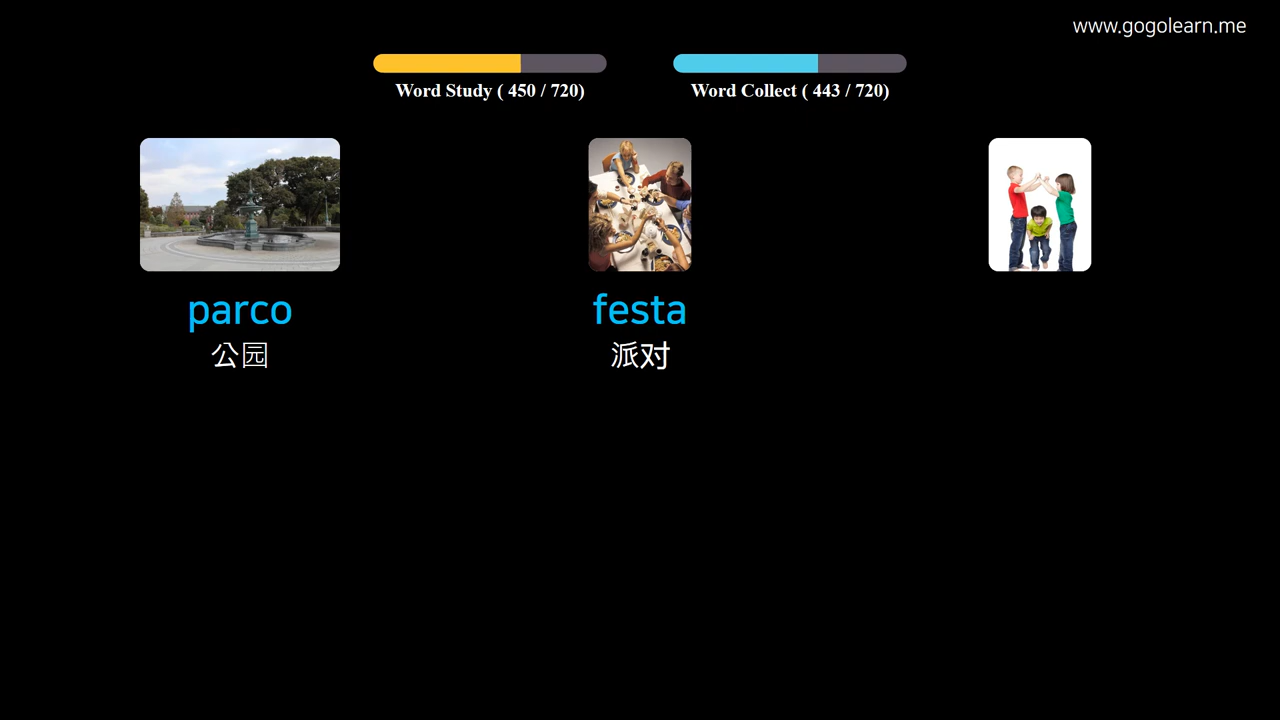 www.gogolearn.me
Word Study ( 450 / 720)
Word Collect ( 443 / 720)
parco
festa
公园
派对